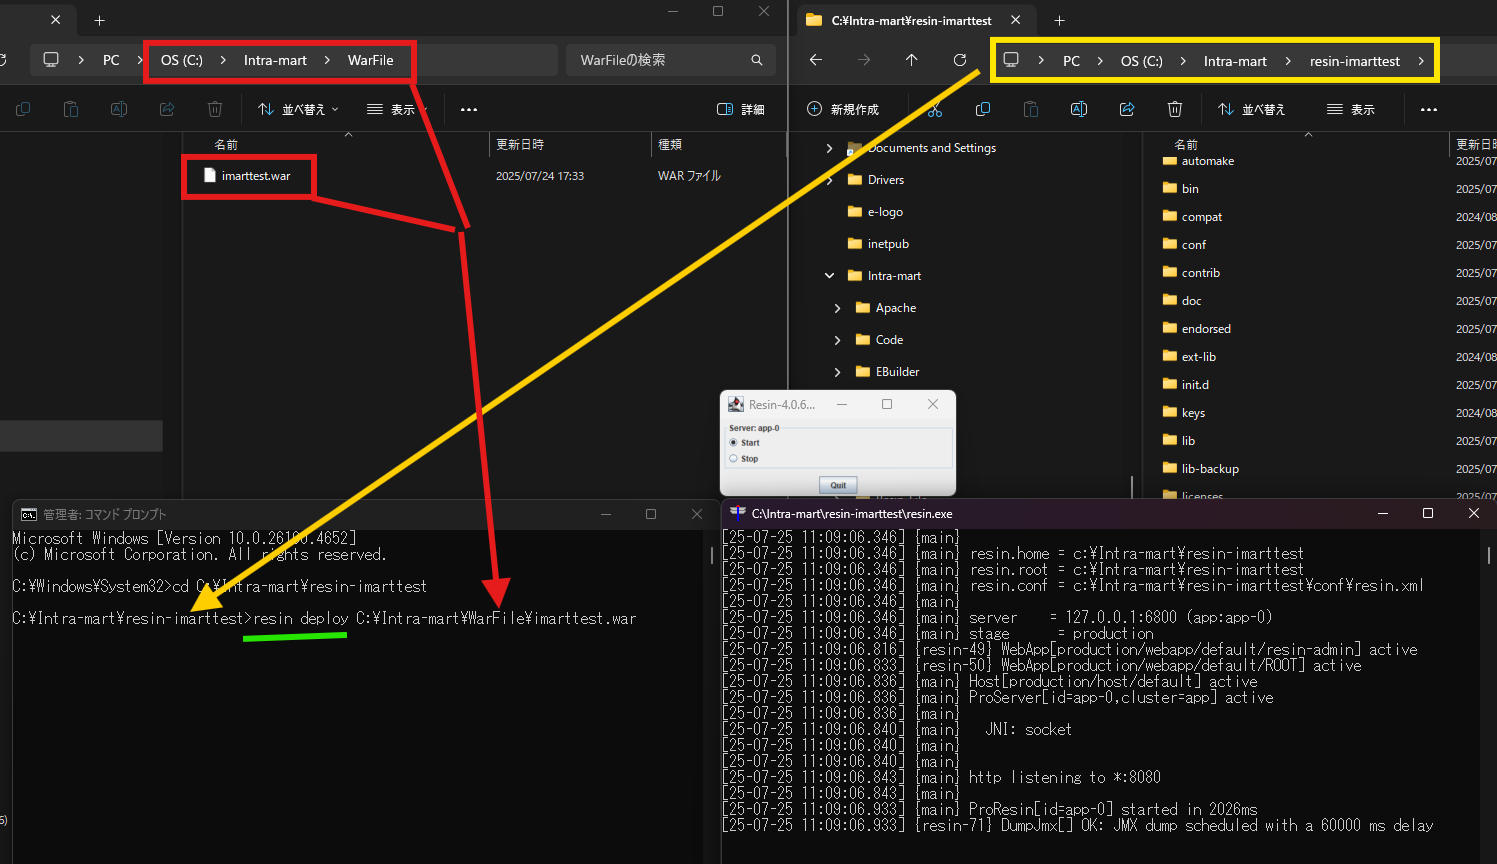 PC > OS (C:) > Intra-mart > WarFile
WarFileの検索
並べ替え
表示
詳細
名前
更新日時
種類
imarttest.war
2025/07/24 17:33
WAR ファイル
C:¥Intra-mart¥resin-imarttest
PC > OS (C:) > Intra-mart > resin-imarttest >
新規作成
並べ替え
表示
Documents and Settings
Drivers
e-logo
inetpub
Intra-mart
Apache
Code
EBuilder
名前
更新日時
automake
2025/07
bin
2025/07
compat
2024/08
conf
2025/07
contrib
2025/07
doc
2025/07
endorsed
2025/07
ext-lib
2024/08
init.d
2025/07
keys
2024/08
lib
2025/07
lib-backup
2025/07
licenses
2025/07
Resin-4.0.6...
Server: app-0
Start
Stop
Quit
管理者: コマンド プロンプト
Microsoft Windows [Version 10.0.26100.4652]
(c) Microsoft Corporation. All rights reserved.
C:¥Windows¥System32>cd C:¥Intra-mart¥resin-imarttest
C:¥Intra-mart¥resin-imarttest>resin deploy C:¥Intra-mart¥WarFile¥imarttest.war
C:\Intra-mart\resin-imarttest\resin.exe
[25-07-25 11:09:06.346] {main}
[25-07-25 11:09:06.346] {main} resin.home = c:¥Intra-mart¥resin-imarttest
[25-07-25 11:09:06.346] {main} resin.root = c:¥Intra-mart¥resin-imarttest
[25-07-25 11:09:06.346] {main} resin.conf = c:¥Intra-mart¥resin-imarttest¥conf¥resin.xml
[25-07-25 11:09:06.346] {main}
[25-07-25 11:09:06.346] {main} server    = 127.0.0.1:6800 (app:app-0)
[25-07-25 11:09:06.346] {main} stage     = production
[25-07-25 11:09:06.816] {resin-49} WebApp[production/webapp/default/resin-admin] active
[25-07-25 11:09:06.833] {resin-50} WebApp[production/webapp/default/ROOT] active
[25-07-25 11:09:06.836] {main} Host[production/host/default] active
[25-07-25 11:09:06.836] {main} ProServer[id=app-0,cluster=app] active
[25-07-25 11:09:06.836] {main}
[25-07-25 11:09:06.840] {main}   JNI: socket
[25-07-25 11:09:06.840] {main}
[25-07-25 11:09:06.840] {main}
[25-07-25 11:09:06.843] {main} http listening to *:8080
[25-07-25 11:09:06.843] {main}
[25-07-25 11:09:06.933] {main} ProResin[id=app-0] started in 2026ms
[25-07-25 11:09:06.933] {resin-71} DumpJmx[] OK: JMX dump scheduled with a 60000 ms delay